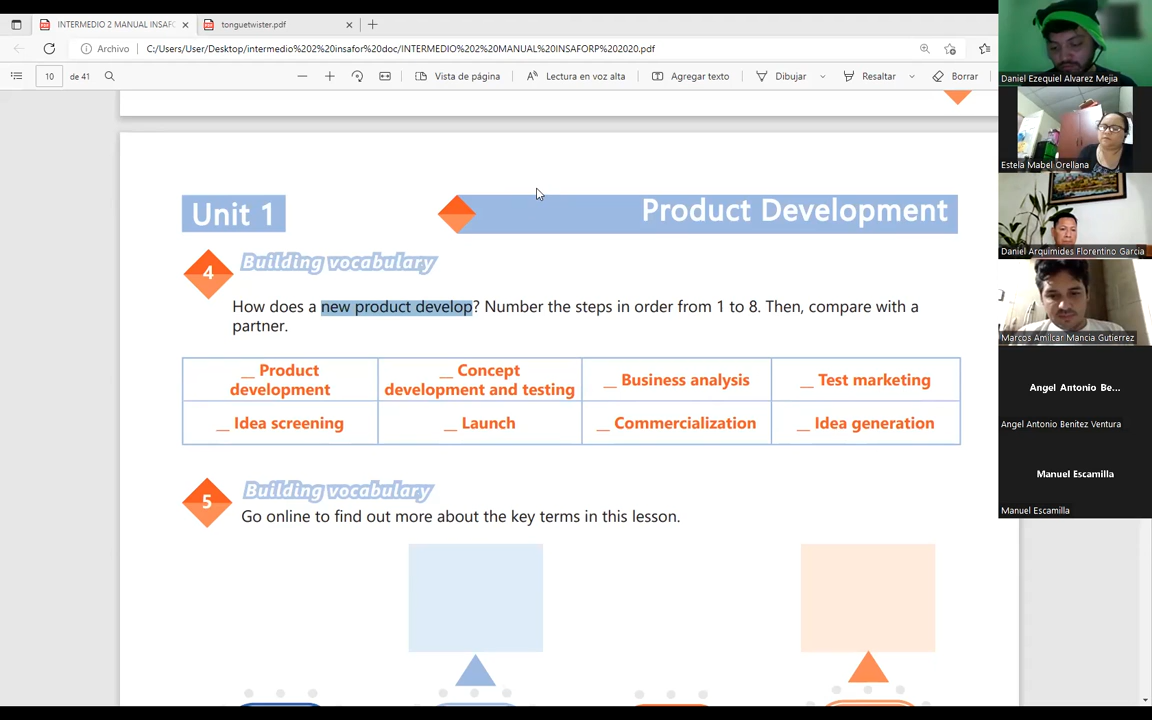 INTERMEDIO 2 MANUAL INSAFO
tonguetwister.pdf
Archivo
C:/Users/User/Desktop/intermedio%202%20insafor%20doc/INTERMEDIO%202%20MANUAL%20INSAFORP%202020.pdf
10 de 41
Vista de página
Lectura en voz alta
Agregar texto
Dibujar
Resaltar
Borrar
Unit 1
Product Development
4
Building vocabulary
How does a new product develop? Number the steps in order from 1 to 8. Then, compare with a
partner.
__ Product
development
__ Concept
development and testing
__ Business analysis
__ Test marketing
__ Idea screening
__ Launch
__ Commercialization
__ Idea generation
5
Building vocabulary
Go online to find out more about the key terms in this lesson.
Daniel Ezequiel Alvarez Mejia
Estela Mabel Orellana
Daniel Arquimides Florentino Garcia
Marcos Amilcar Mancia Gutierrez
Angel Antonio Be...
Angel Antonio Benitez Ventura
Manuel Escamilla
Manuel Escamilla